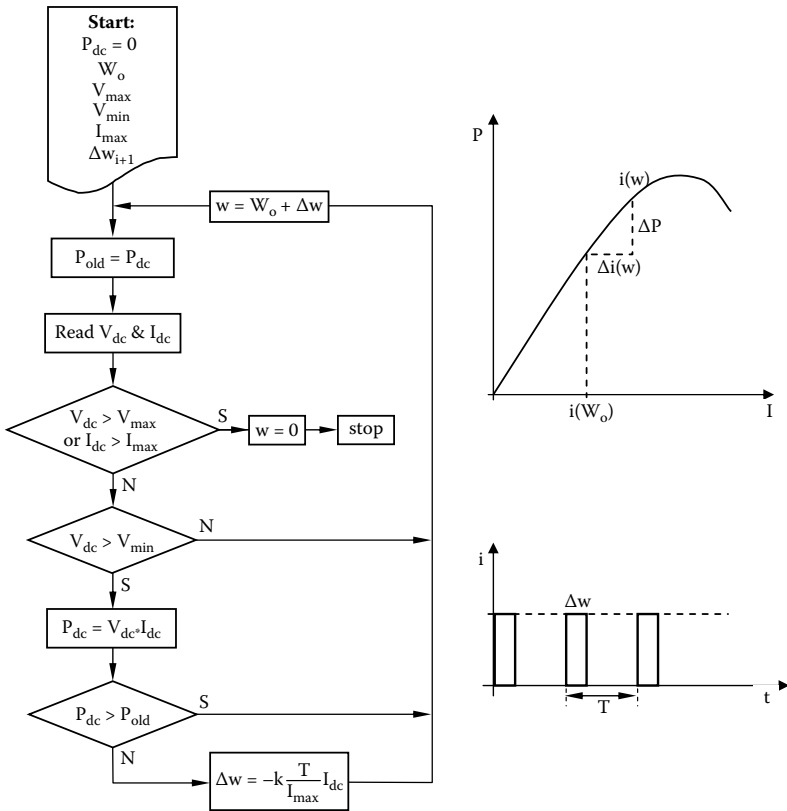 Start:
P_dc = 0
W_o
V_max
V_min
I_max
Δw_i+1
w = W_o + Δw
P_old = P_dc
Read V_dc & I_dc
V_dc > V_max
or I_dc > I_max
S
w = 0
stop
N
V_dc > V_min
N
S
P_dc = V_dc*I_dc
P_dc > P_old
S
N
Δw = –k T/I_max I_dc
P
i(w)
ΔP
Δi(w)
i(W_o)
I
i
Δw
T
t